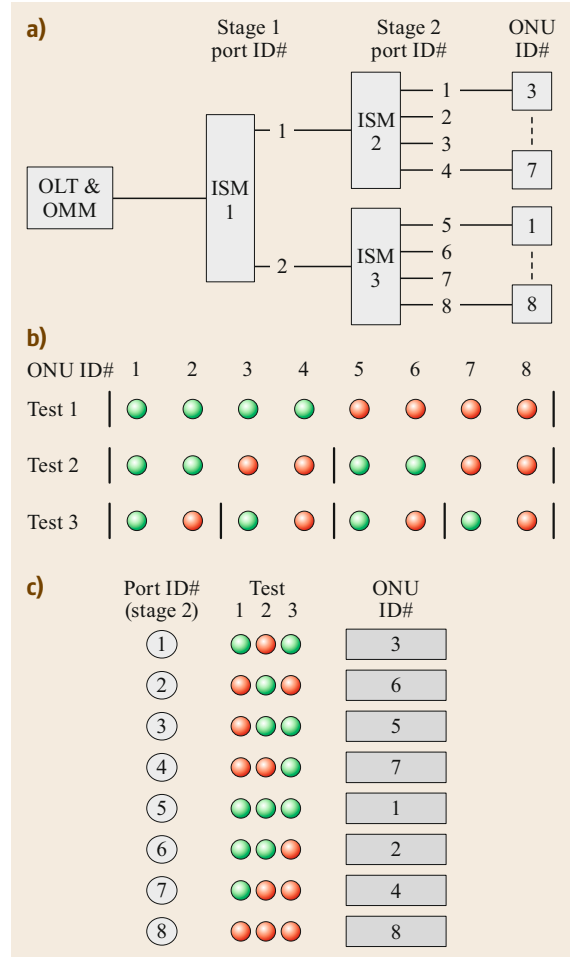 a)
Stage 1 Stage 2 ONU
port ID# port ID# ID#
1 3
ISM 2
1 2
3
4 7
OLT & ISM
OMM 1
5 1
ISM 6
2 3 7
8 8
b)
ONU ID# 1 2 3 4 5 6 7 8
Test 1
Test 2
Test 3
c)
Port ID# Test ONU
(stage 2) 1 2 3 ID#
1 3
2 6
3 5
4 7
5 1
6 2
7 4
8 8